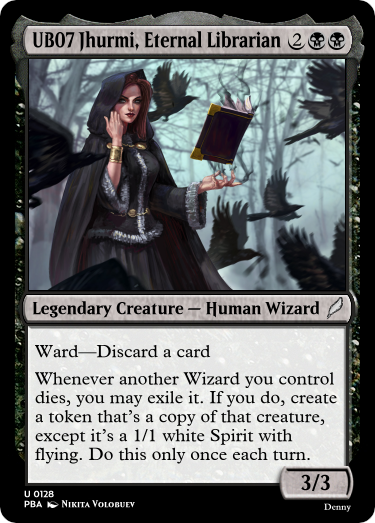 UB07 Jhurmi, Eternal Librarian 2
Legendary Creature — Human Wizard
Ward—Discard a card
Whenever another Wizard you control
dies, you may exile it. If you do, create
a token that's a copy of that creature,
except it's a 1/1 white Spirit with
flying. Do this only once each turn.
3/3
U 0128
PBA Nikita Volobuev
Denny